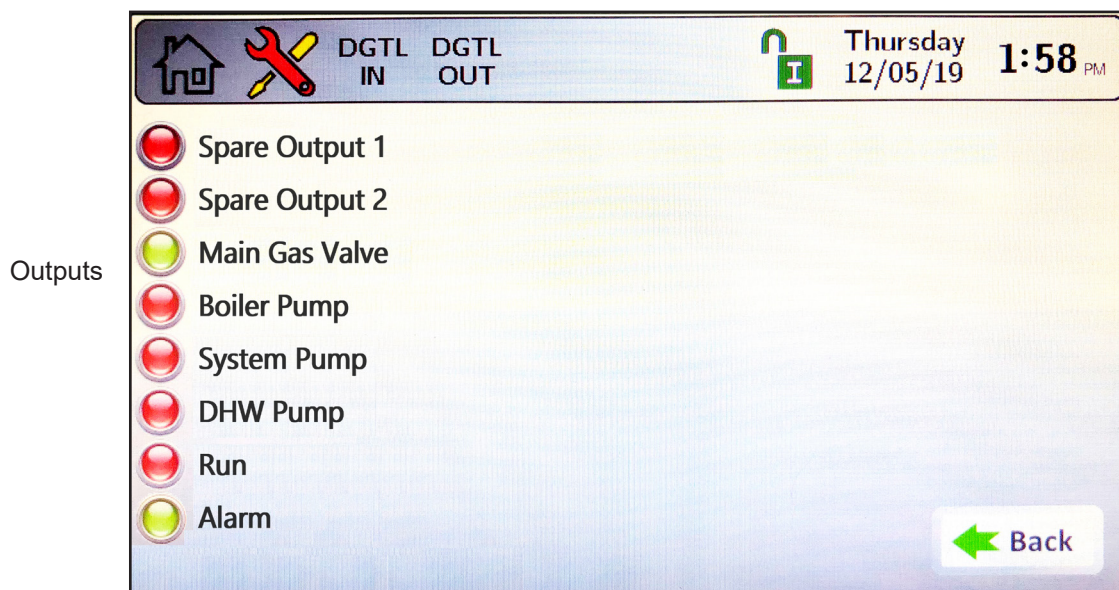 DGTL IN
DGTL OUT
I
Thursday
12/05/19
1:58 PM
Spare Output 1
Spare Output 2
Main Gas Valve
Outputs
Boiler Pump
System Pump
DHW Pump
Run
Alarm
Back